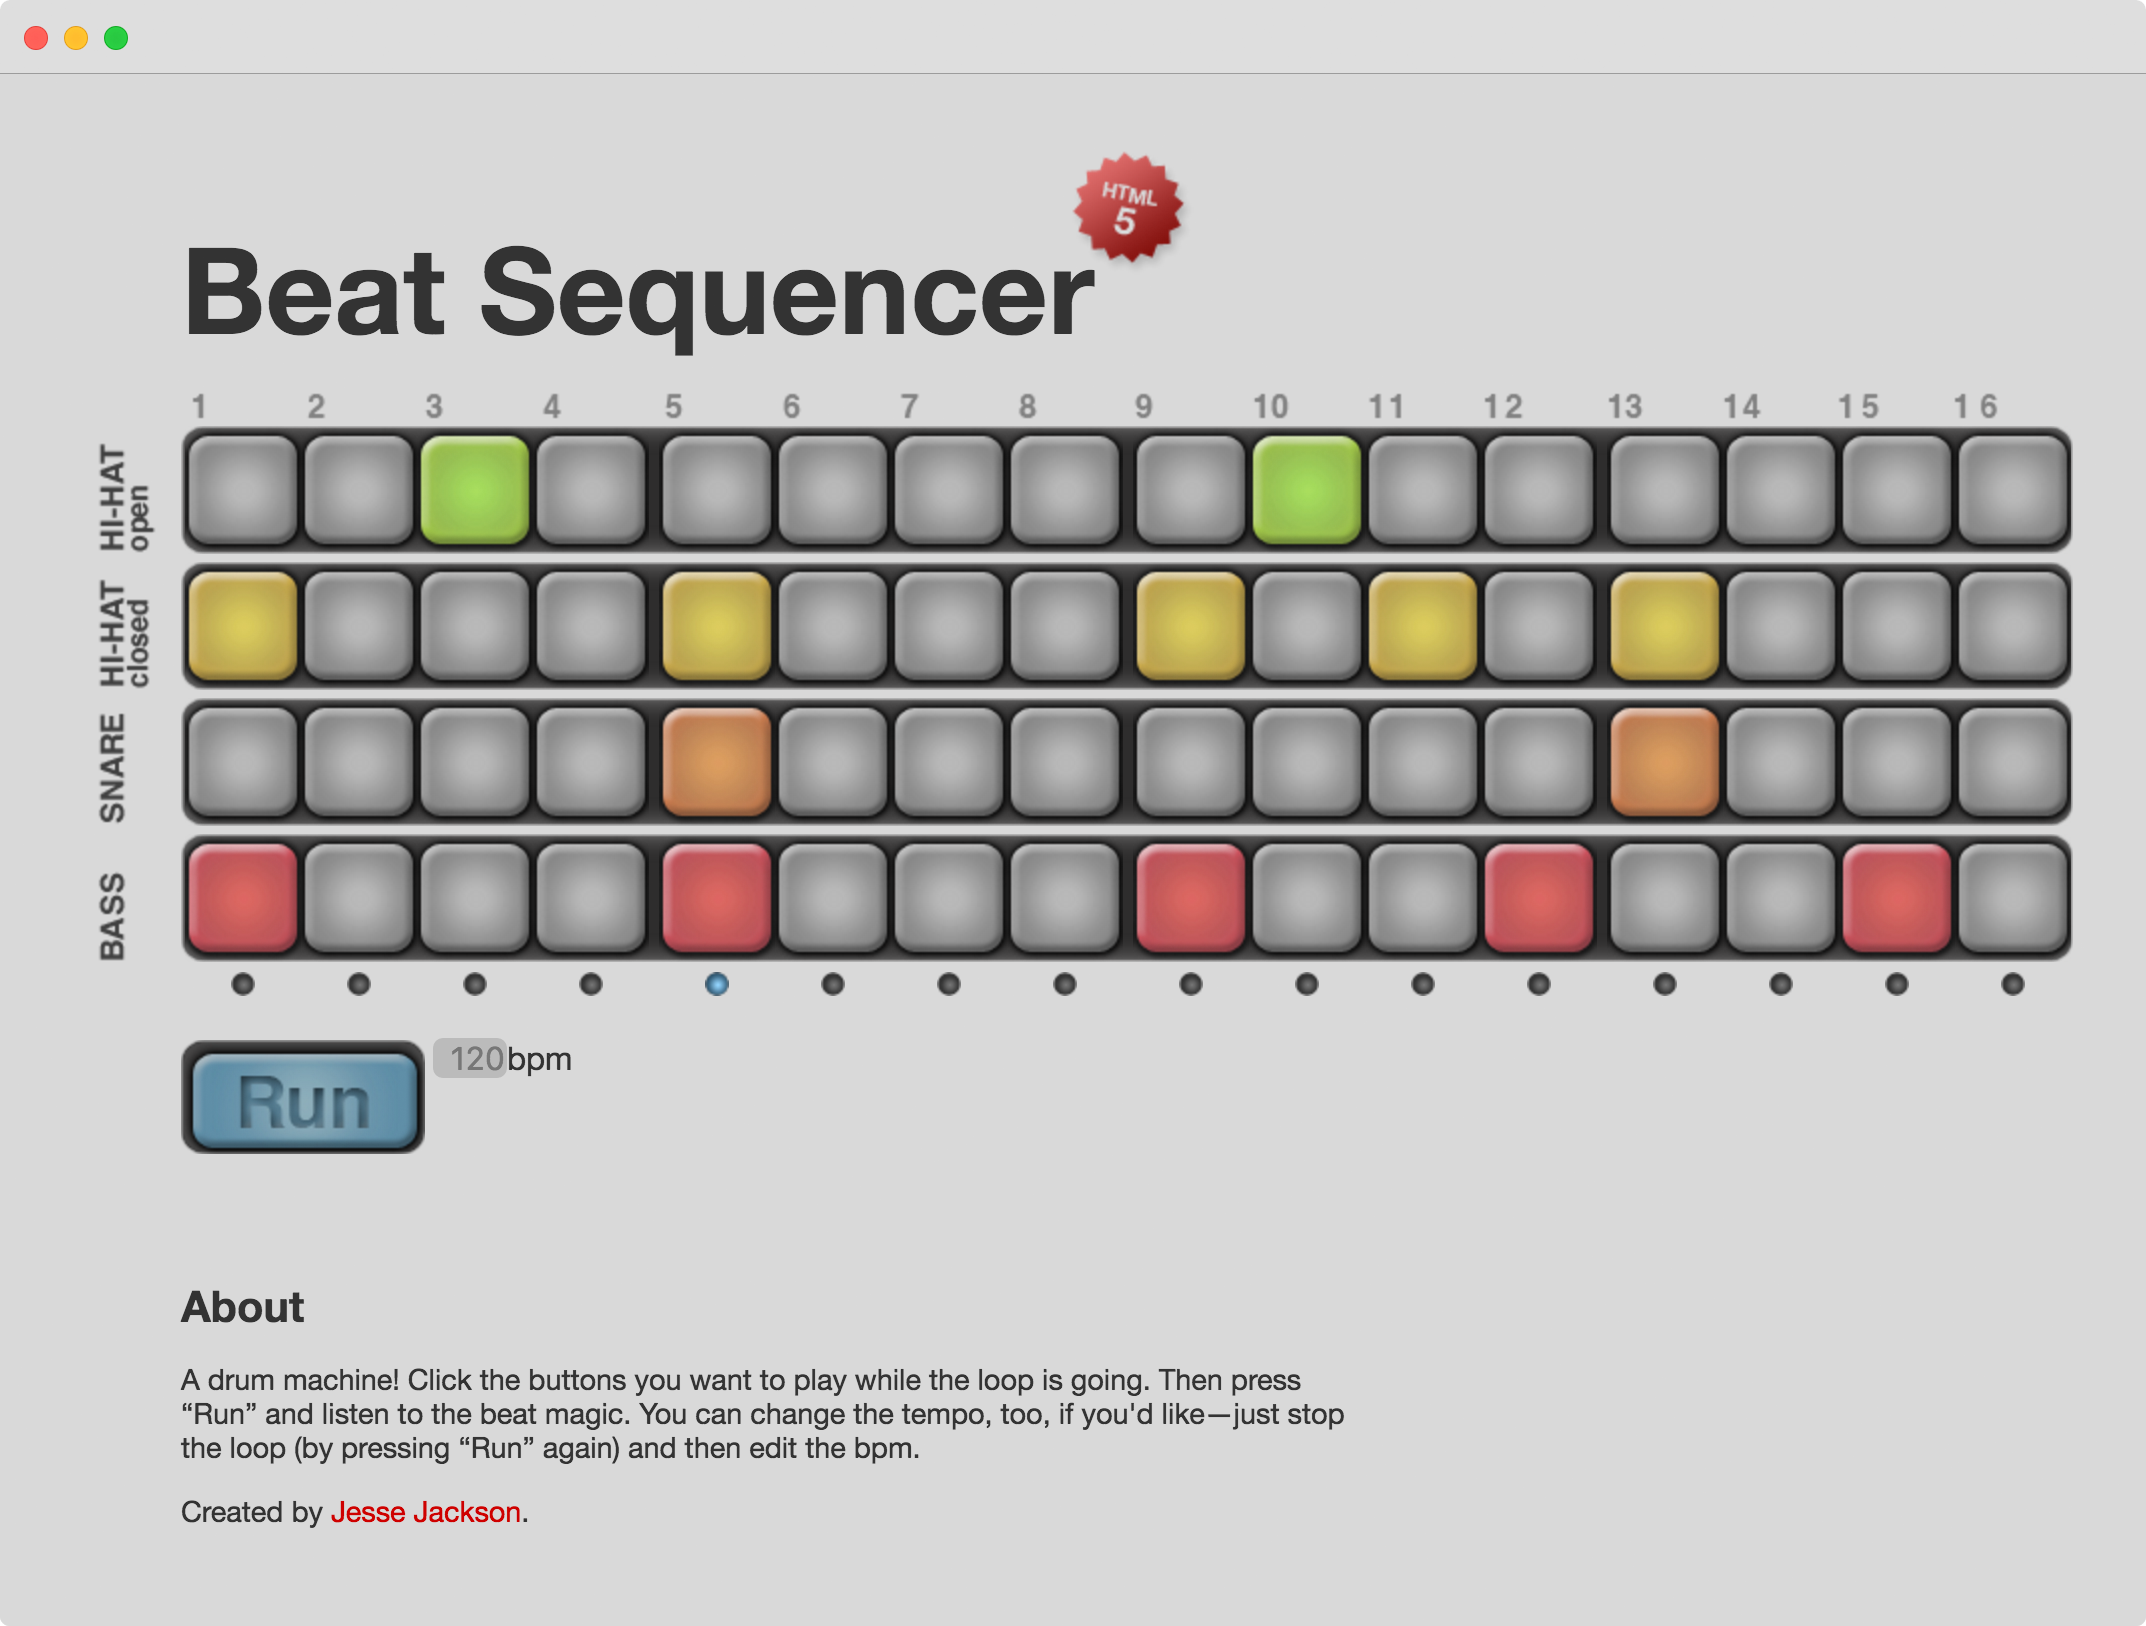 HTML
5
Beat Sequencer
1 2 3 4 5 6 7 8 9 10 11 12 13 14 15 16
HI-HAT
open
HI-HAT
closed
SNARE
BASS
120bpm
Run
About
A drum machine! Click the buttons you want to play while the loop is going. Then press
“Run” and listen to the beat magic. You can change the tempo, too, if you'd like—just stop
the loop (by pressing “Run” again) and then edit the bpm.
Created by Jesse Jackson.